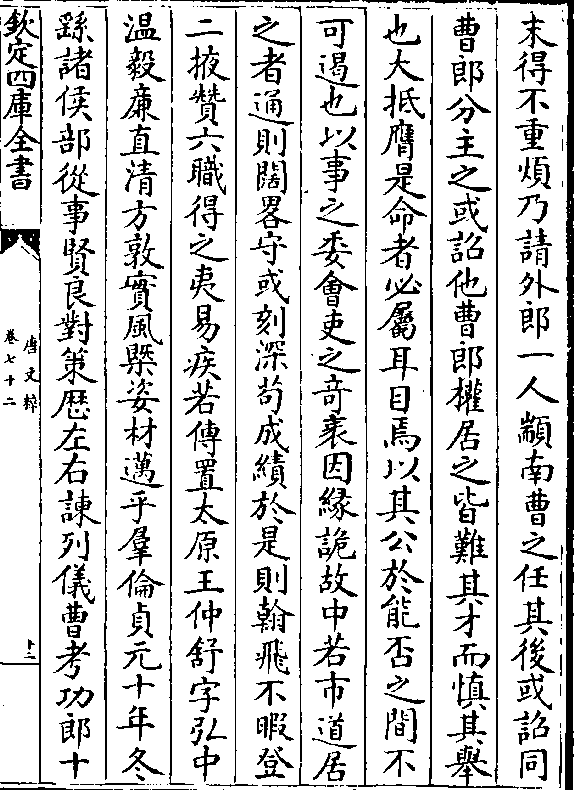 末得不重煩乃請外郎一人顓南曹之任其後或詔同
曹郎分主之或詔他曹郎權居之皆難其才而慎其舉
也大抵膺是命者必屬耳目焉以其公於能否之間不
可遏也以事之委會吏之奇衺因緣詭故中若市道居
之者通則闊畧守或刻深苟成績於是則翰飛不暇登
二掖贊六職得之夷易疾若傳置太原王仲舒字弘中
温毅廉直清方敦實風槩姿材邁乎羣倫貞元十年冬
繇諸侯部從事賢良對策歴左右諌列儀曹考功郎十
欽定四庫全書
唐文粹
卷七十二
十二